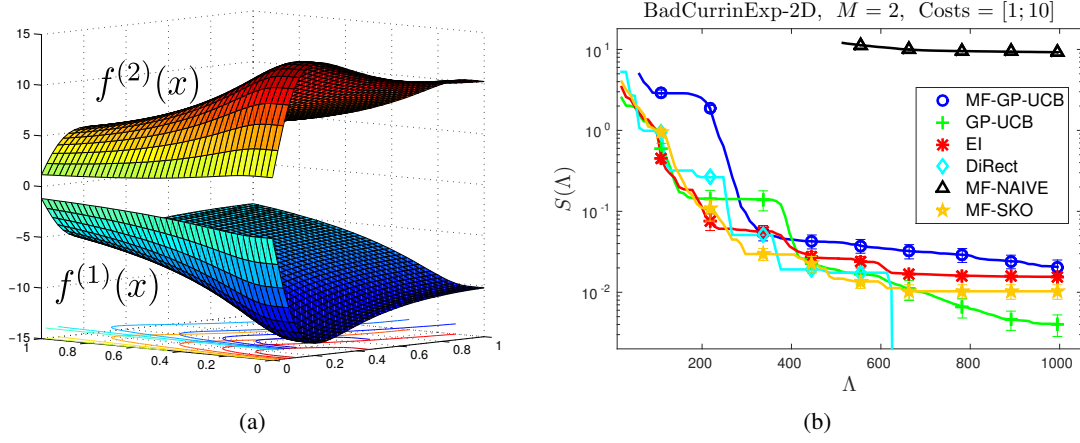 15
10
5
0
−5
−10
−15
1
0.8
0.6
0.4
0.2
0
0
0.2
0.4
0.6
0.8
1
f^{(2)}(x)
f^{(1)}(x)
(a)
BadCurrinExp-2D, M = 2, Costs = [1; 10]
10^1
10^0
10^{-1}
10^{-2}
S(Λ)
MF-GP-UCB
GP-UCB
EI
DiRect
MF-NAIVE
MF-SKO
200
400
600
800
1000
Λ
(b)